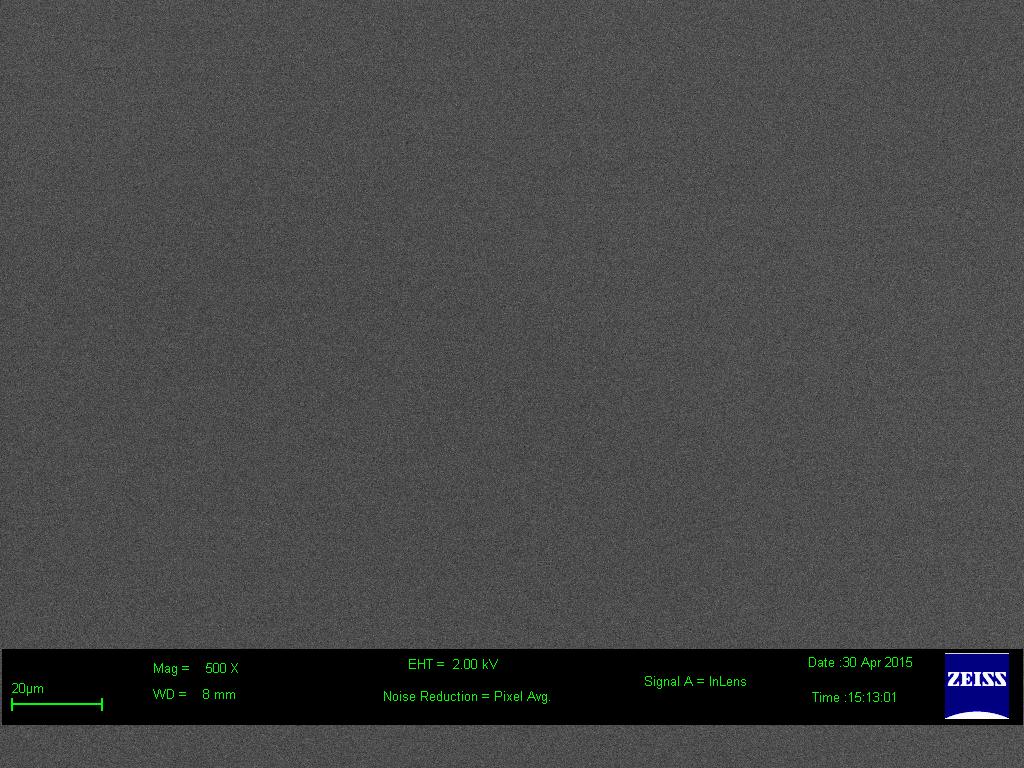 20µm
Mag = 500 X
WD = 8 mm
EHT = 2.00 kV
Noise Reduction = Pixel Avg.
Signal A = InLens
Date :30 Apr 2015
Time :15:13:01
ZEISS